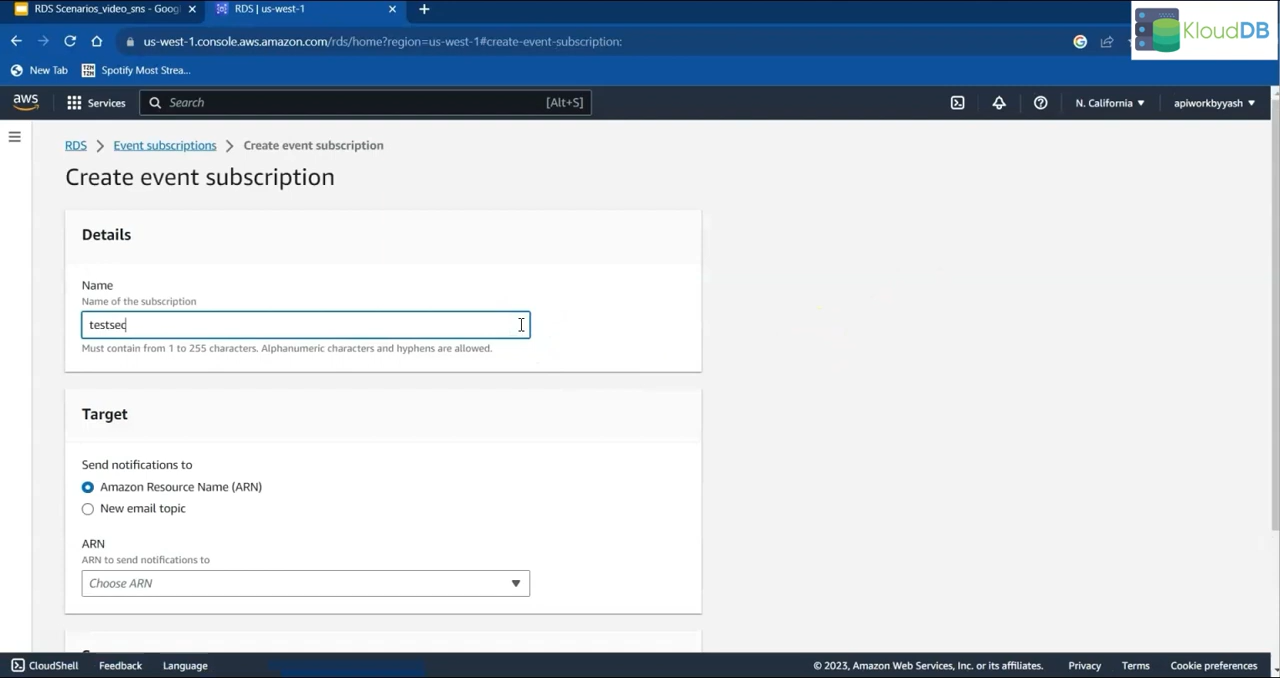 RDS Scenarios_video_sns - Googl
RDS | us-west-1
KloudDB
us-west-1.console.aws.amazon.com/rds/home?region=us-west-1#create-event-subscription:
New Tab
Spotify Most Strea...
aws
Services
Search
[Alt+S]
N. California
apiworkbyyash
RDS
Event subscriptions
Create event subscription
Create event subscription
Details
Name
Name of the subscription
testsec
Must contain from 1 to 255 characters. Alphanumeric characters and hyphens are allowed.
Target
Send notifications to
Amazon Resource Name (ARN)
New email topic
ARN
ARN to send notifications to
Choose ARN
CloudShell
Feedback
Language
© 2023, Amazon Web Services, Inc. or its affiliates.
Privacy
Terms
Cookie preferences